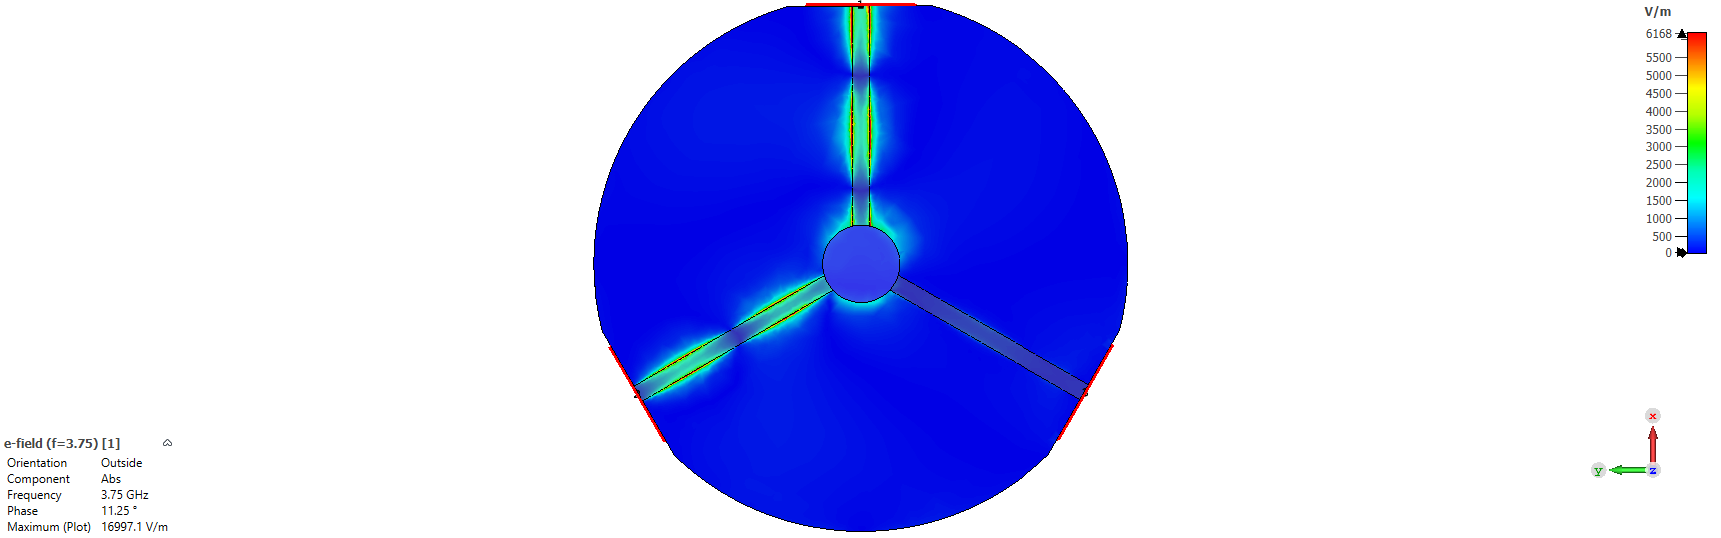 1
V/m
6168
5500
5000
4500
4000
3500
3000
2500
2000
1500
1000
500
0
e-field (f=3.75) [1]
Orientation Outside
Component Abs
Frequency 3.75 GHz
Phase 11.25 °
Maximum (Plot) 16997.1 V/m
x
y
z